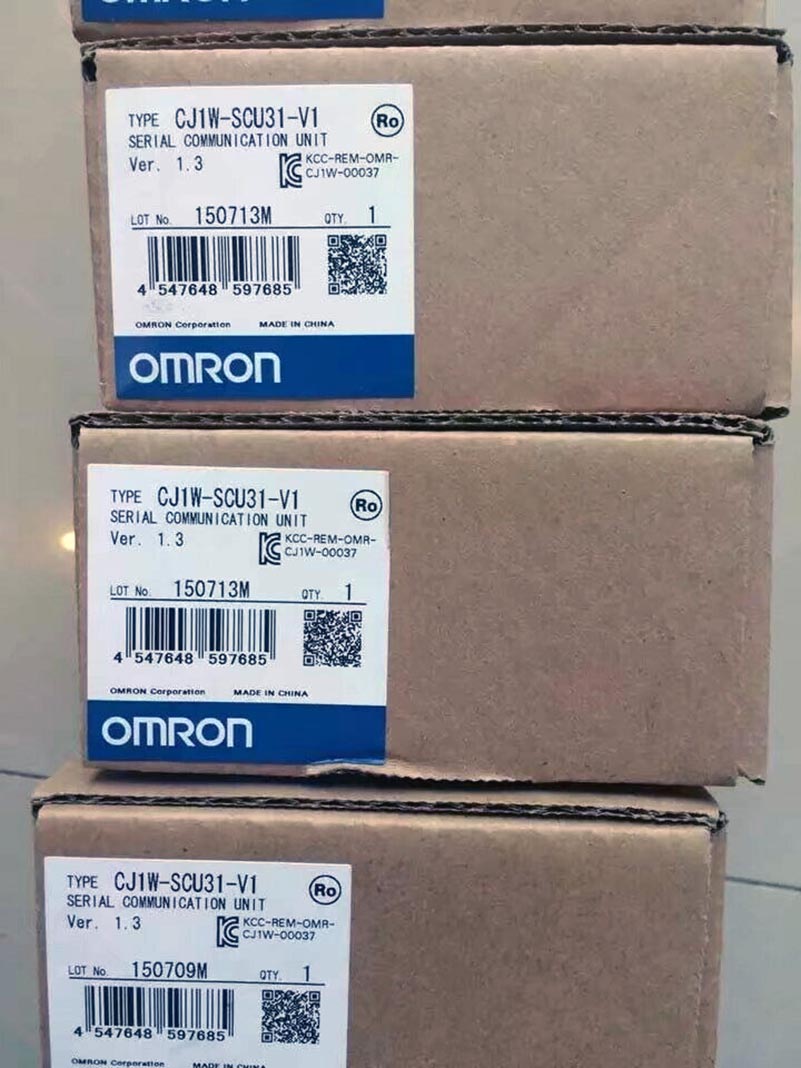 OMRON
TYPE CJ1W-SCU31-V1
Ro
SERIAL COMMUNICATION UNIT
Ver. 1.3
KCC-REM-OMR-
CJ1W-00037
LOT No. 150713M QTY. 1
4 547648 597685
OMRON Corporation MADE IN CHINA
OMRON
TYPE CJ1W-SCU31-V1
Ro
SERIAL COMMUNICATION UNIT
Ver. 1.3
KCC-REM-OMR-
CJ1W-00037
LOT No. 150713M QTY. 1
4 547648 597685
OMRON Corporation MADE IN CHINA
OMRON
TYPE CJ1W-SCU31-V1
Ro
SERIAL COMMUNICATION UNIT
Ver. 1.3
KCC-REM-OMR-
CJ1W-00037
LOT No. 150709M QTY. 1
4 547648 597685
OMRON Corporation MADE IN CHINA